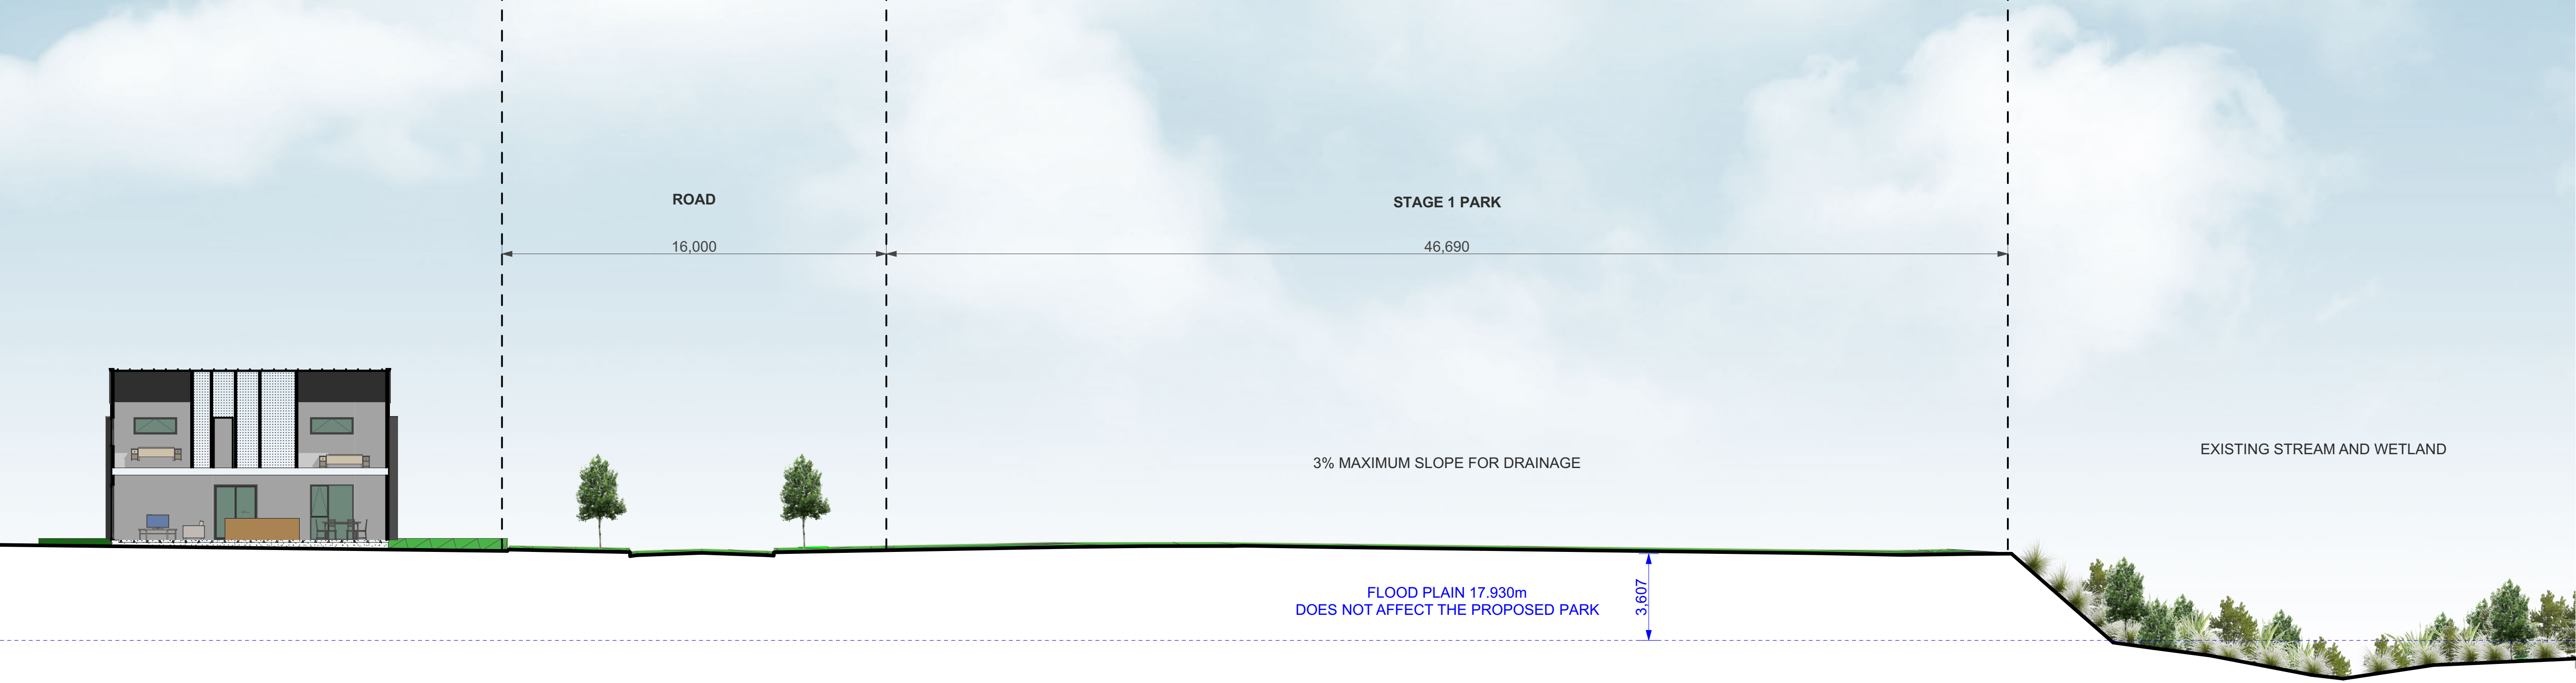 ROAD
STAGE 1 PARK
16,000
46,690
3% MAXIMUM SLOPE FOR DRAINAGE
EXISTING STREAM AND WETLAND
FLOOD PLAIN 17.930m
DOES NOT AFFECT THE PROPOSED PARK
3,607